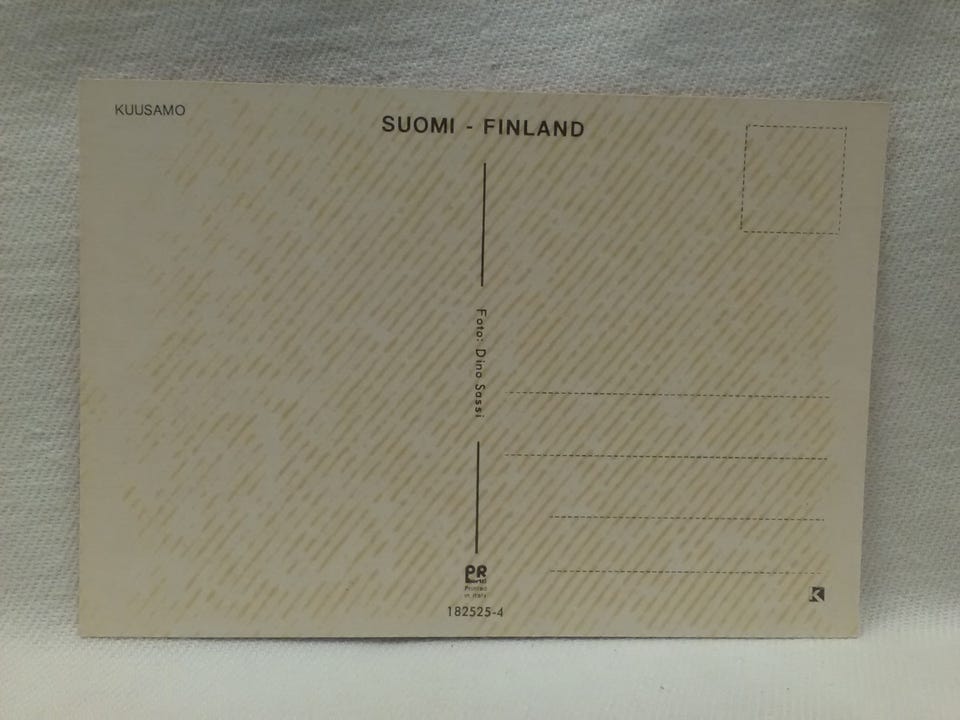 KUUSAMO
SUOMI - FINLAND
Foto: Dino Sassi
PR
Printed
in Italy
182525-4
K